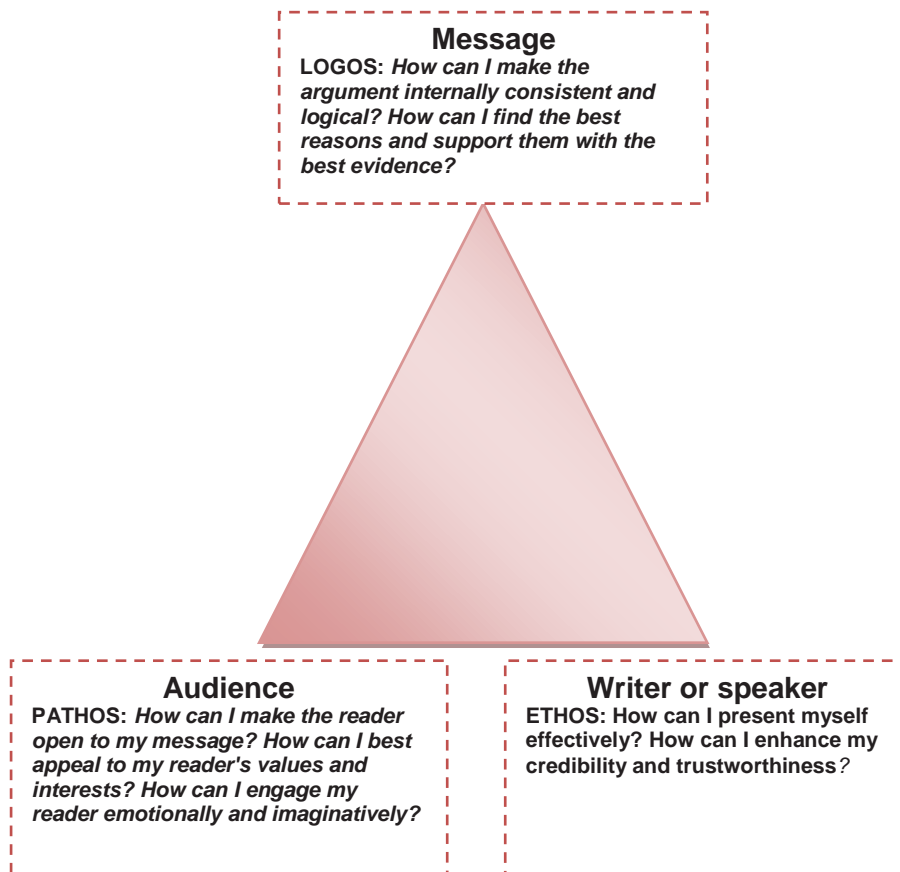 Message
LOGOS: How can I make the
argument internally consistent and
logical? How can I find the best
reasons and support them with the
best evidence?
Audience
PATHOS: How can I make the reader
open to my message? How can I best
appeal to my reader's values and
interests? How can I engage my
reader emotionally and imaginatively?
Writer or speaker
ETHOS: How can I present myself
effectively? How can I enhance my
credibility and trustworthiness?